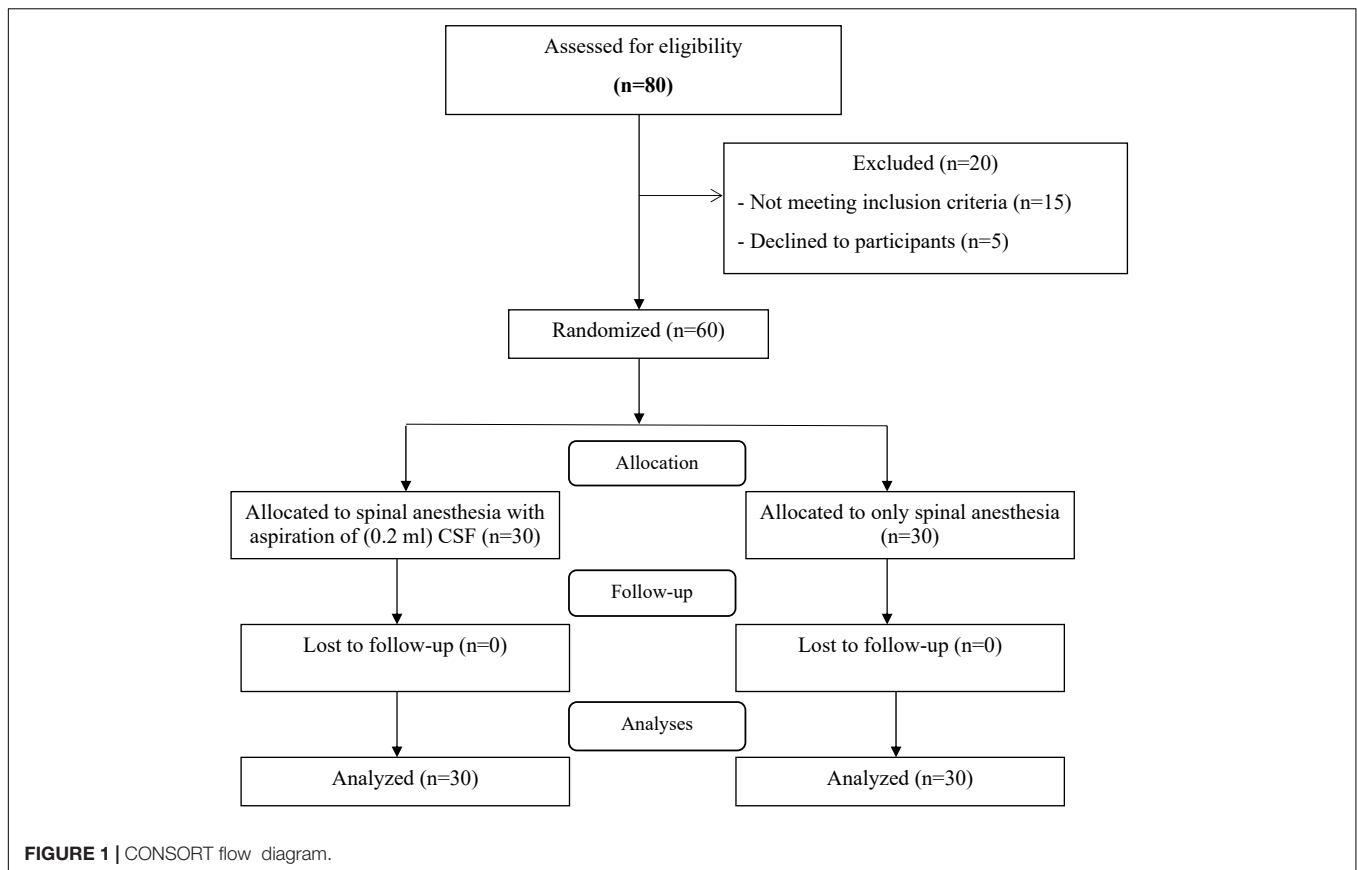 Assessed for eligibility
(n=80)
Excluded (n=20)
- Not meeting inclusion criteria (n=15)
- Declined to participants (n=5)
Randomized (n=60)
Allocation
Allocated to spinal anesthesia with
aspiration of (0.2 ml) CSF (n=30)
Allocated to only spinal anesthesia
(n=30)
Follow-up
Lost to follow-up (n=0)
Lost to follow-up (n=0)
Analyses
Analyzed (n=30)
Analyzed (n=30)
FIGURE 1 | CONSORT flow diagram.